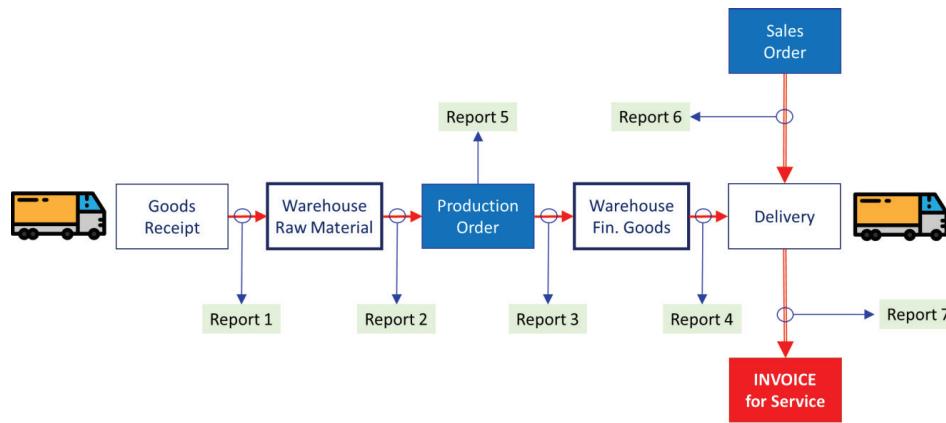 Sales
Order
Report 5
Report 6
Goods
Receipt
Warehouse
Raw Material
Production
Order
Warehouse
Fin. Goods
Delivery
Report 1
Report 2
Report 3
Report 4
Report 7
INVOICE
for Service